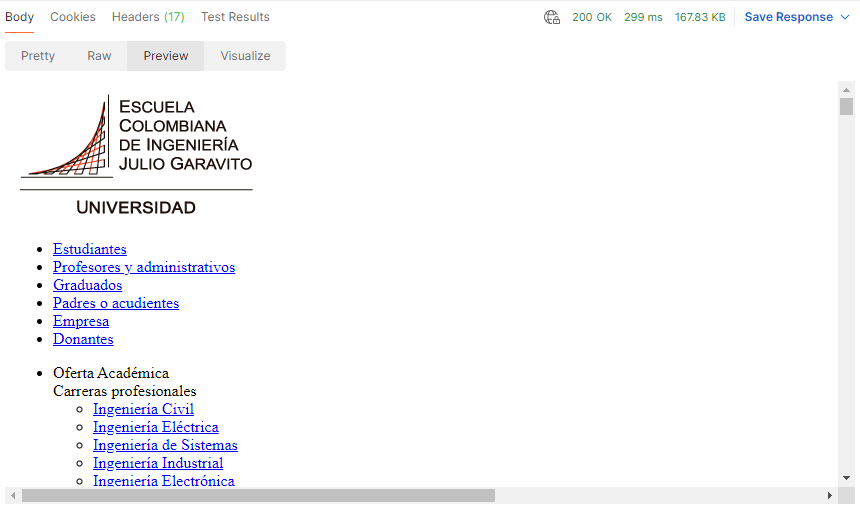 Body Cookies Headers (17) Test Results 200 OK 299 ms 167.83 KB Save Response
Pretty Raw Preview Visualize
ESCUELA
COLOMBIANA
DE INGENIERÍA
JULIO GARAVITO
UNIVERSIDAD
Estudiantes
Profesores y administrativos
Graduados
Padres o acudientes
Empresa
Donantes
Oferta Académica
Carreras profesionales
Ingeniería Civil
Ingeniería Eléctrica
Ingeniería de Sistemas
Ingeniería Industrial
Ingeniería Electrónica